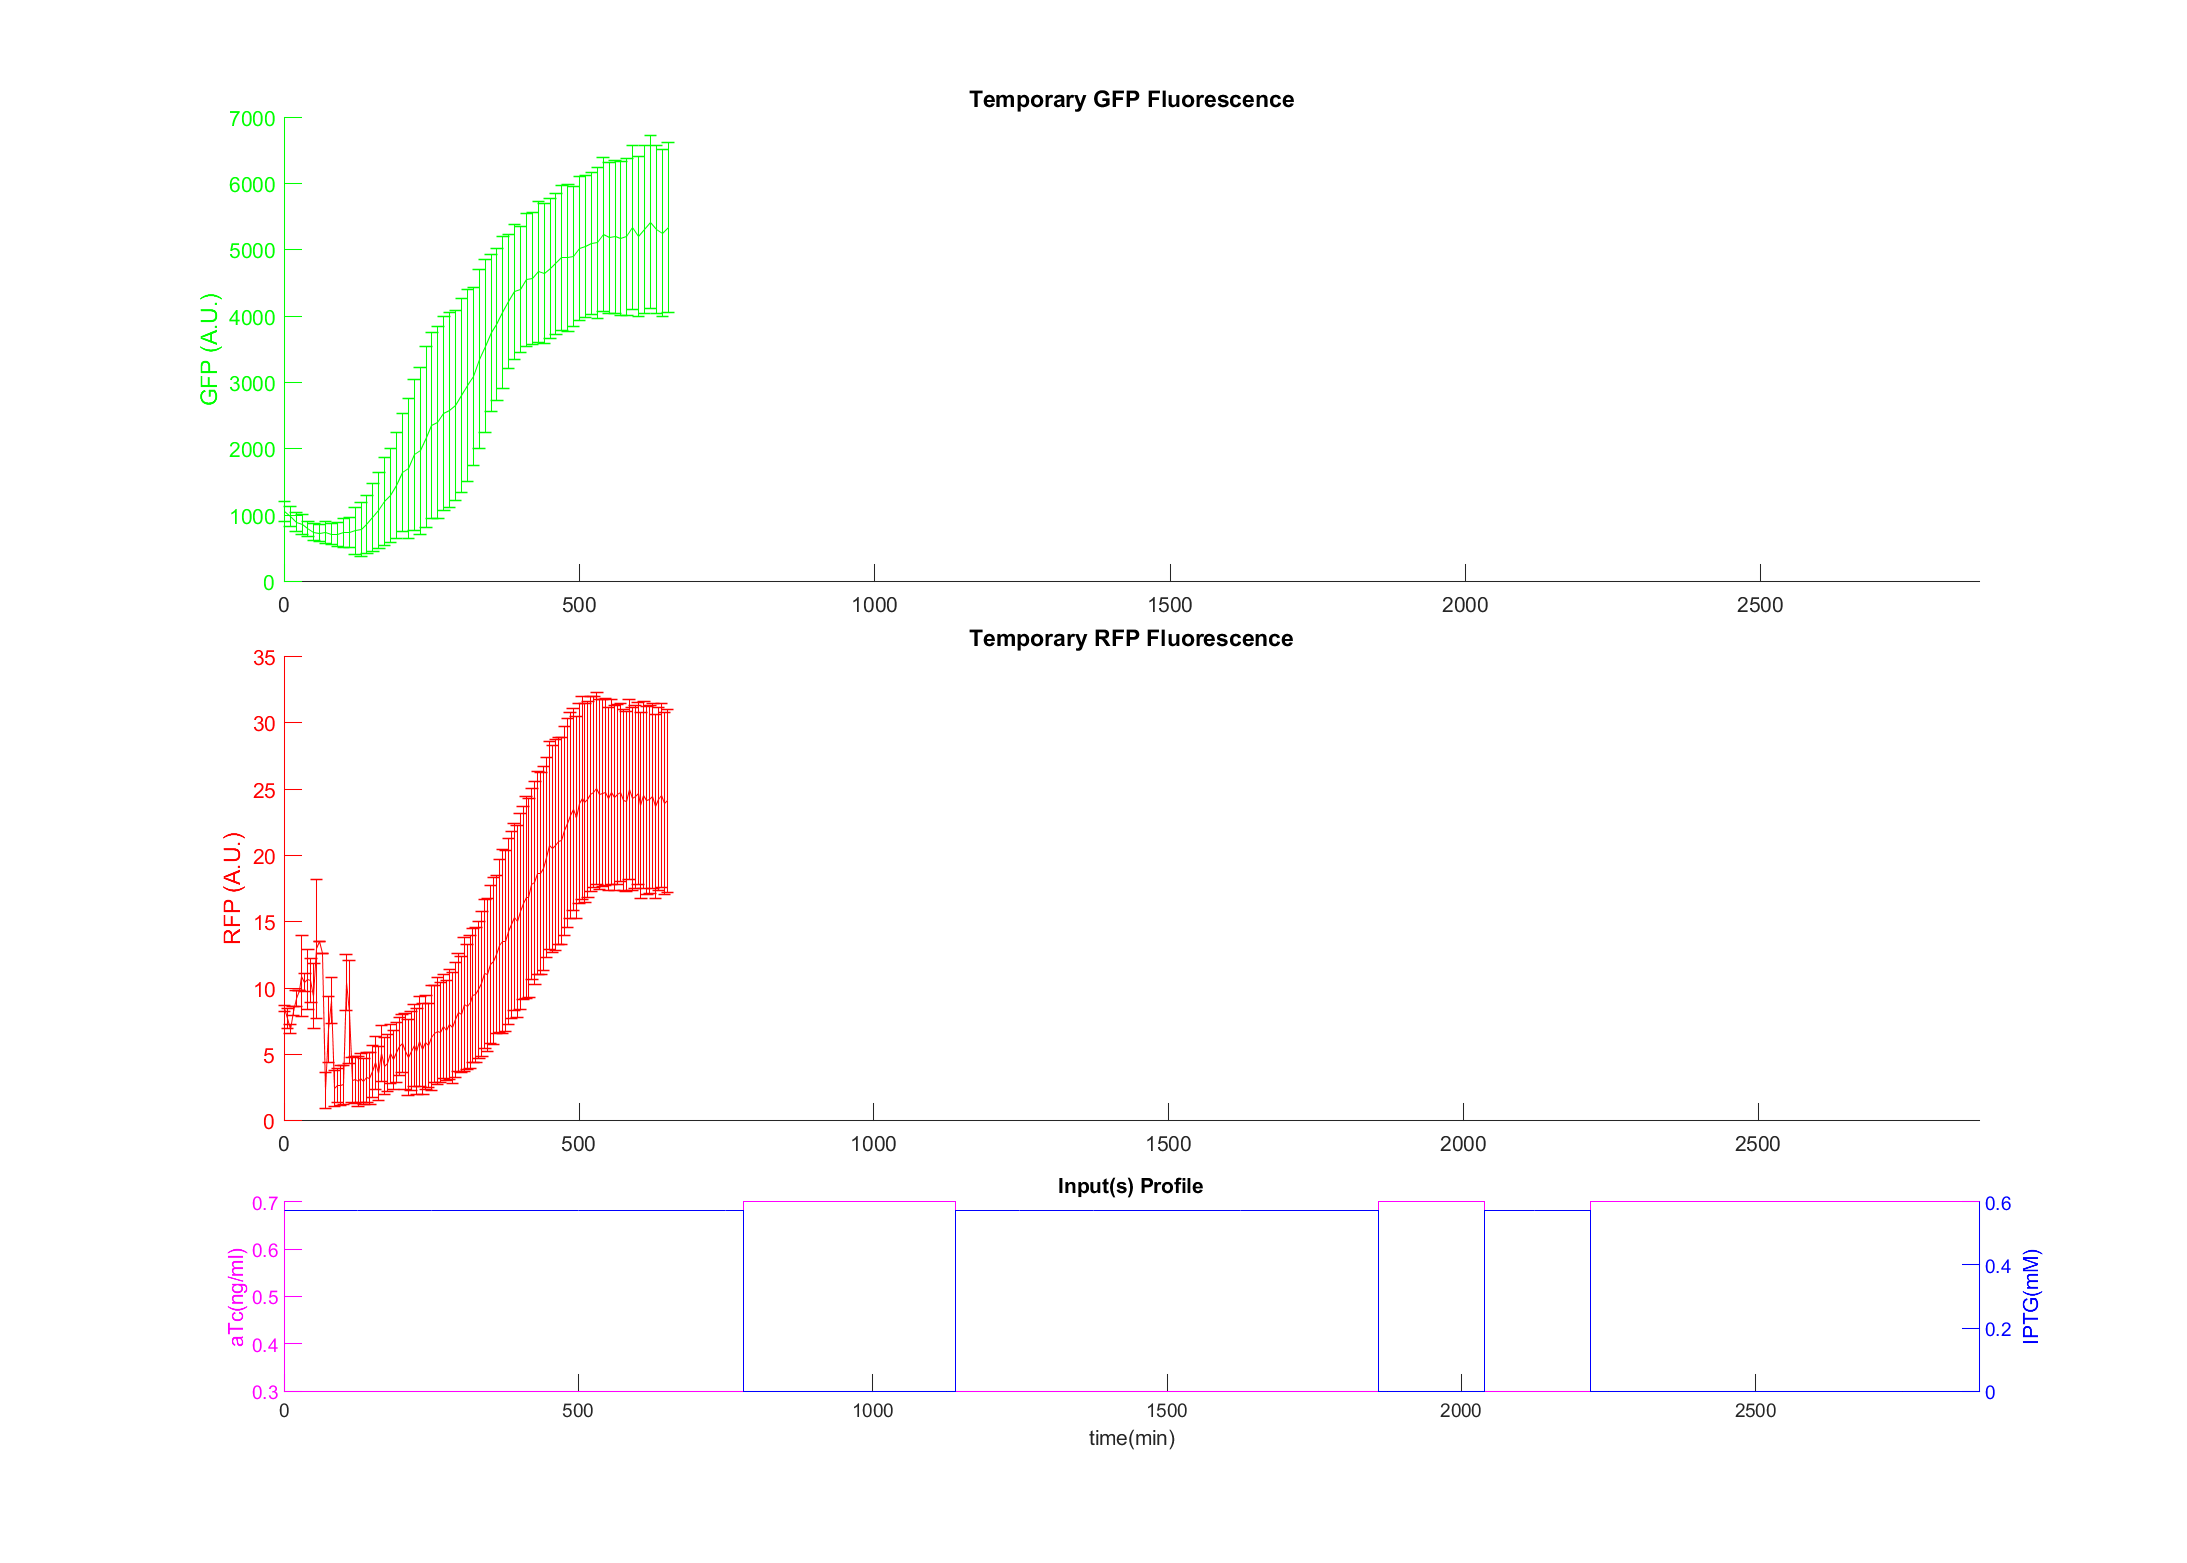 Temporary GFP Fluorescence
7000
6000
5000
4000
3000
2000
1000
0
GFP (A.U.)
0 500 1000 1500 2000 2500
Temporary RFP Fluorescence
35
30
25
20
15
10
5
0
RFP (A.U.)
0 500 1000 1500 2000 2500
Input(s) Profile
0.7
0.6
0.5
0.4
0.3
aTc(ng/ml)
0.6
0.4
0.2
0
IPTG(mM)
0 500 1000 1500 2000 2500
time(min)